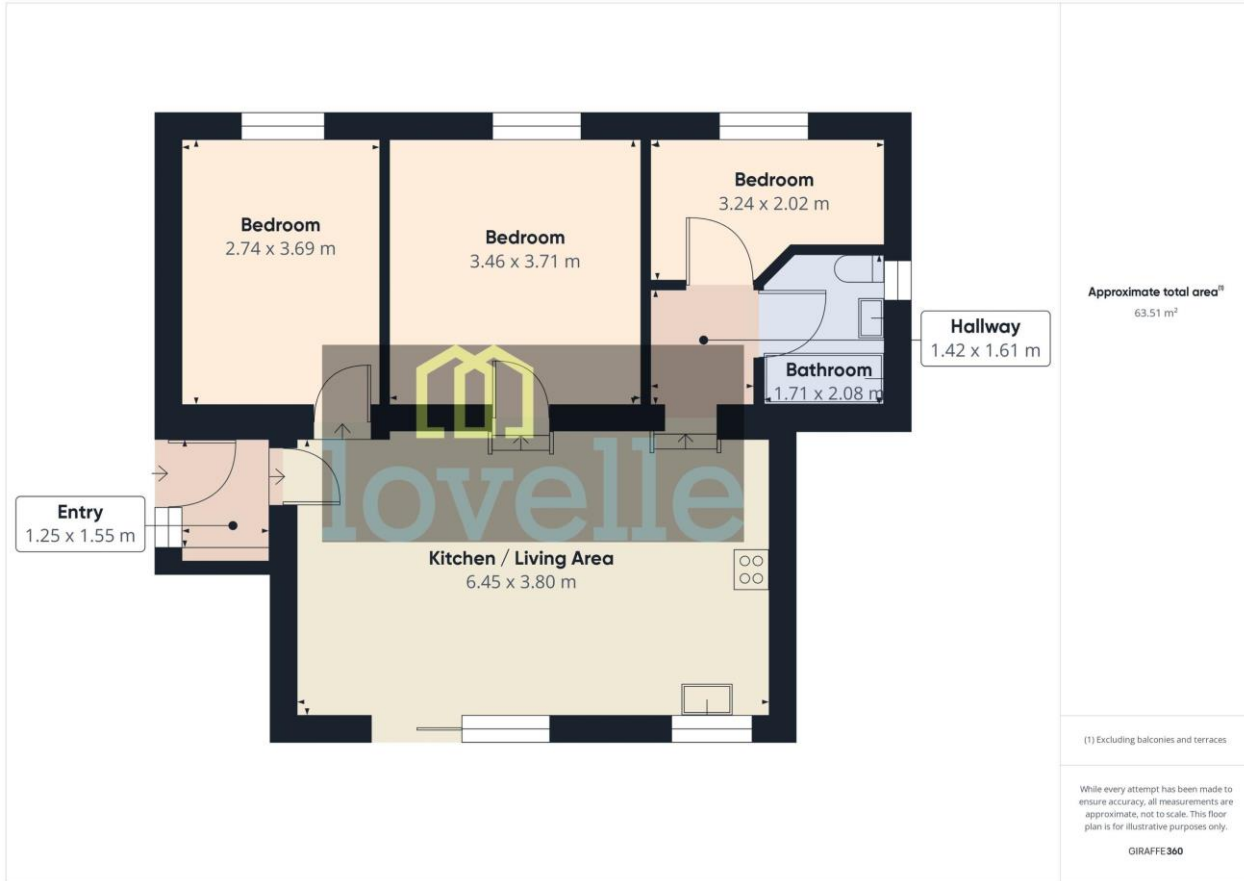 Bedroom
2.74 x 3.69 m
Bedroom
3.46 x 3.71 m
Bedroom
3.24 x 2.02 m
Hallway
1.42 x 1.61 m
Bathroom
1.71 x 2.08 m
lovelle
Entry
1.25 x 1.55 m
Kitchen / Living Area
6.45 x 3.80 m
Approximate total area(1)
63.51 m²
(1) Excluding balconies and terraces
While every attempt has been made to
ensure accuracy, all measurements are
approximate, not to scale. This floor
plan is for illustrative purposes only.
GIRAFFE360